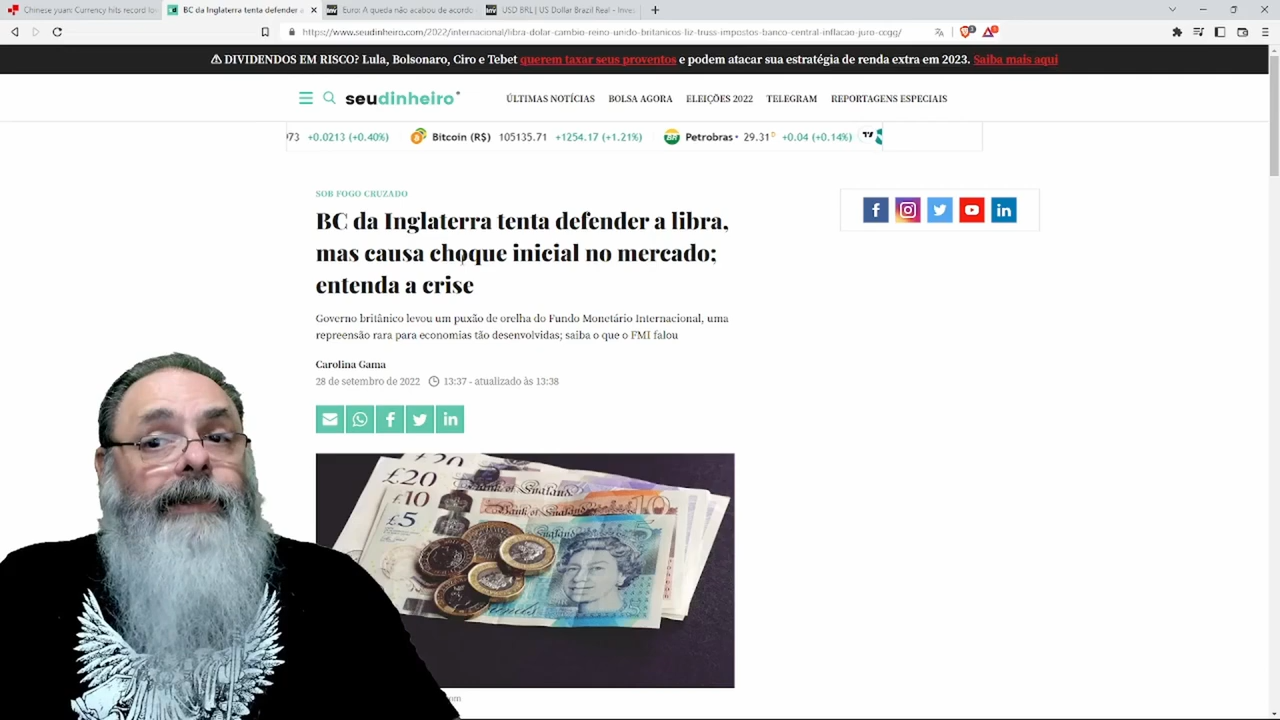 Chinese yuan: Currency hits record lo
BC da Inglaterra tenta defender a
Euro: A queda não acabou de acordo
USD BRL | US Dollar Brazil Real - Inves
https://www.seudinheiro.com/2022/internacional/libra-dolar-cambio-reino-unido-britanicos-liz-truss-impostos-banco-central-inflacao-juro-ccgg/
⚠ DIVIDENDOS EM RISCO? Lula, Bolsonaro, Ciro e Tebet querem taxar seus proventos e podem atacar sua estratégia de renda extra em 2023. Saiba mais aqui
seudinheiro
ÚLTIMAS NOTÍCIAS BOLSA AGORA ELEIÇÕES 2022 TELEGRAM REPORTAGENS ESPECIAIS
973 +0.0213 (+0.40%) Bitcoin (R$) 105135.71 +1254.17 (+1.21%) Petrobras 29.31 +0.04 (+0.14%)
SOB FOGO CRUZADO
BC da Inglaterra tenta defender a libra,
mas causa choque inicial no mercado;
entenda a crise
Governo britânico levou um puxão de orelha do Fundo Monetário Internacional, uma
repreensão rara para economias tão desenvolvidas; saiba o que o FMI falou
Carolina Gama
28 de setembro de 2022 13:37 - atualizado às 13:38
£20
£10
£5